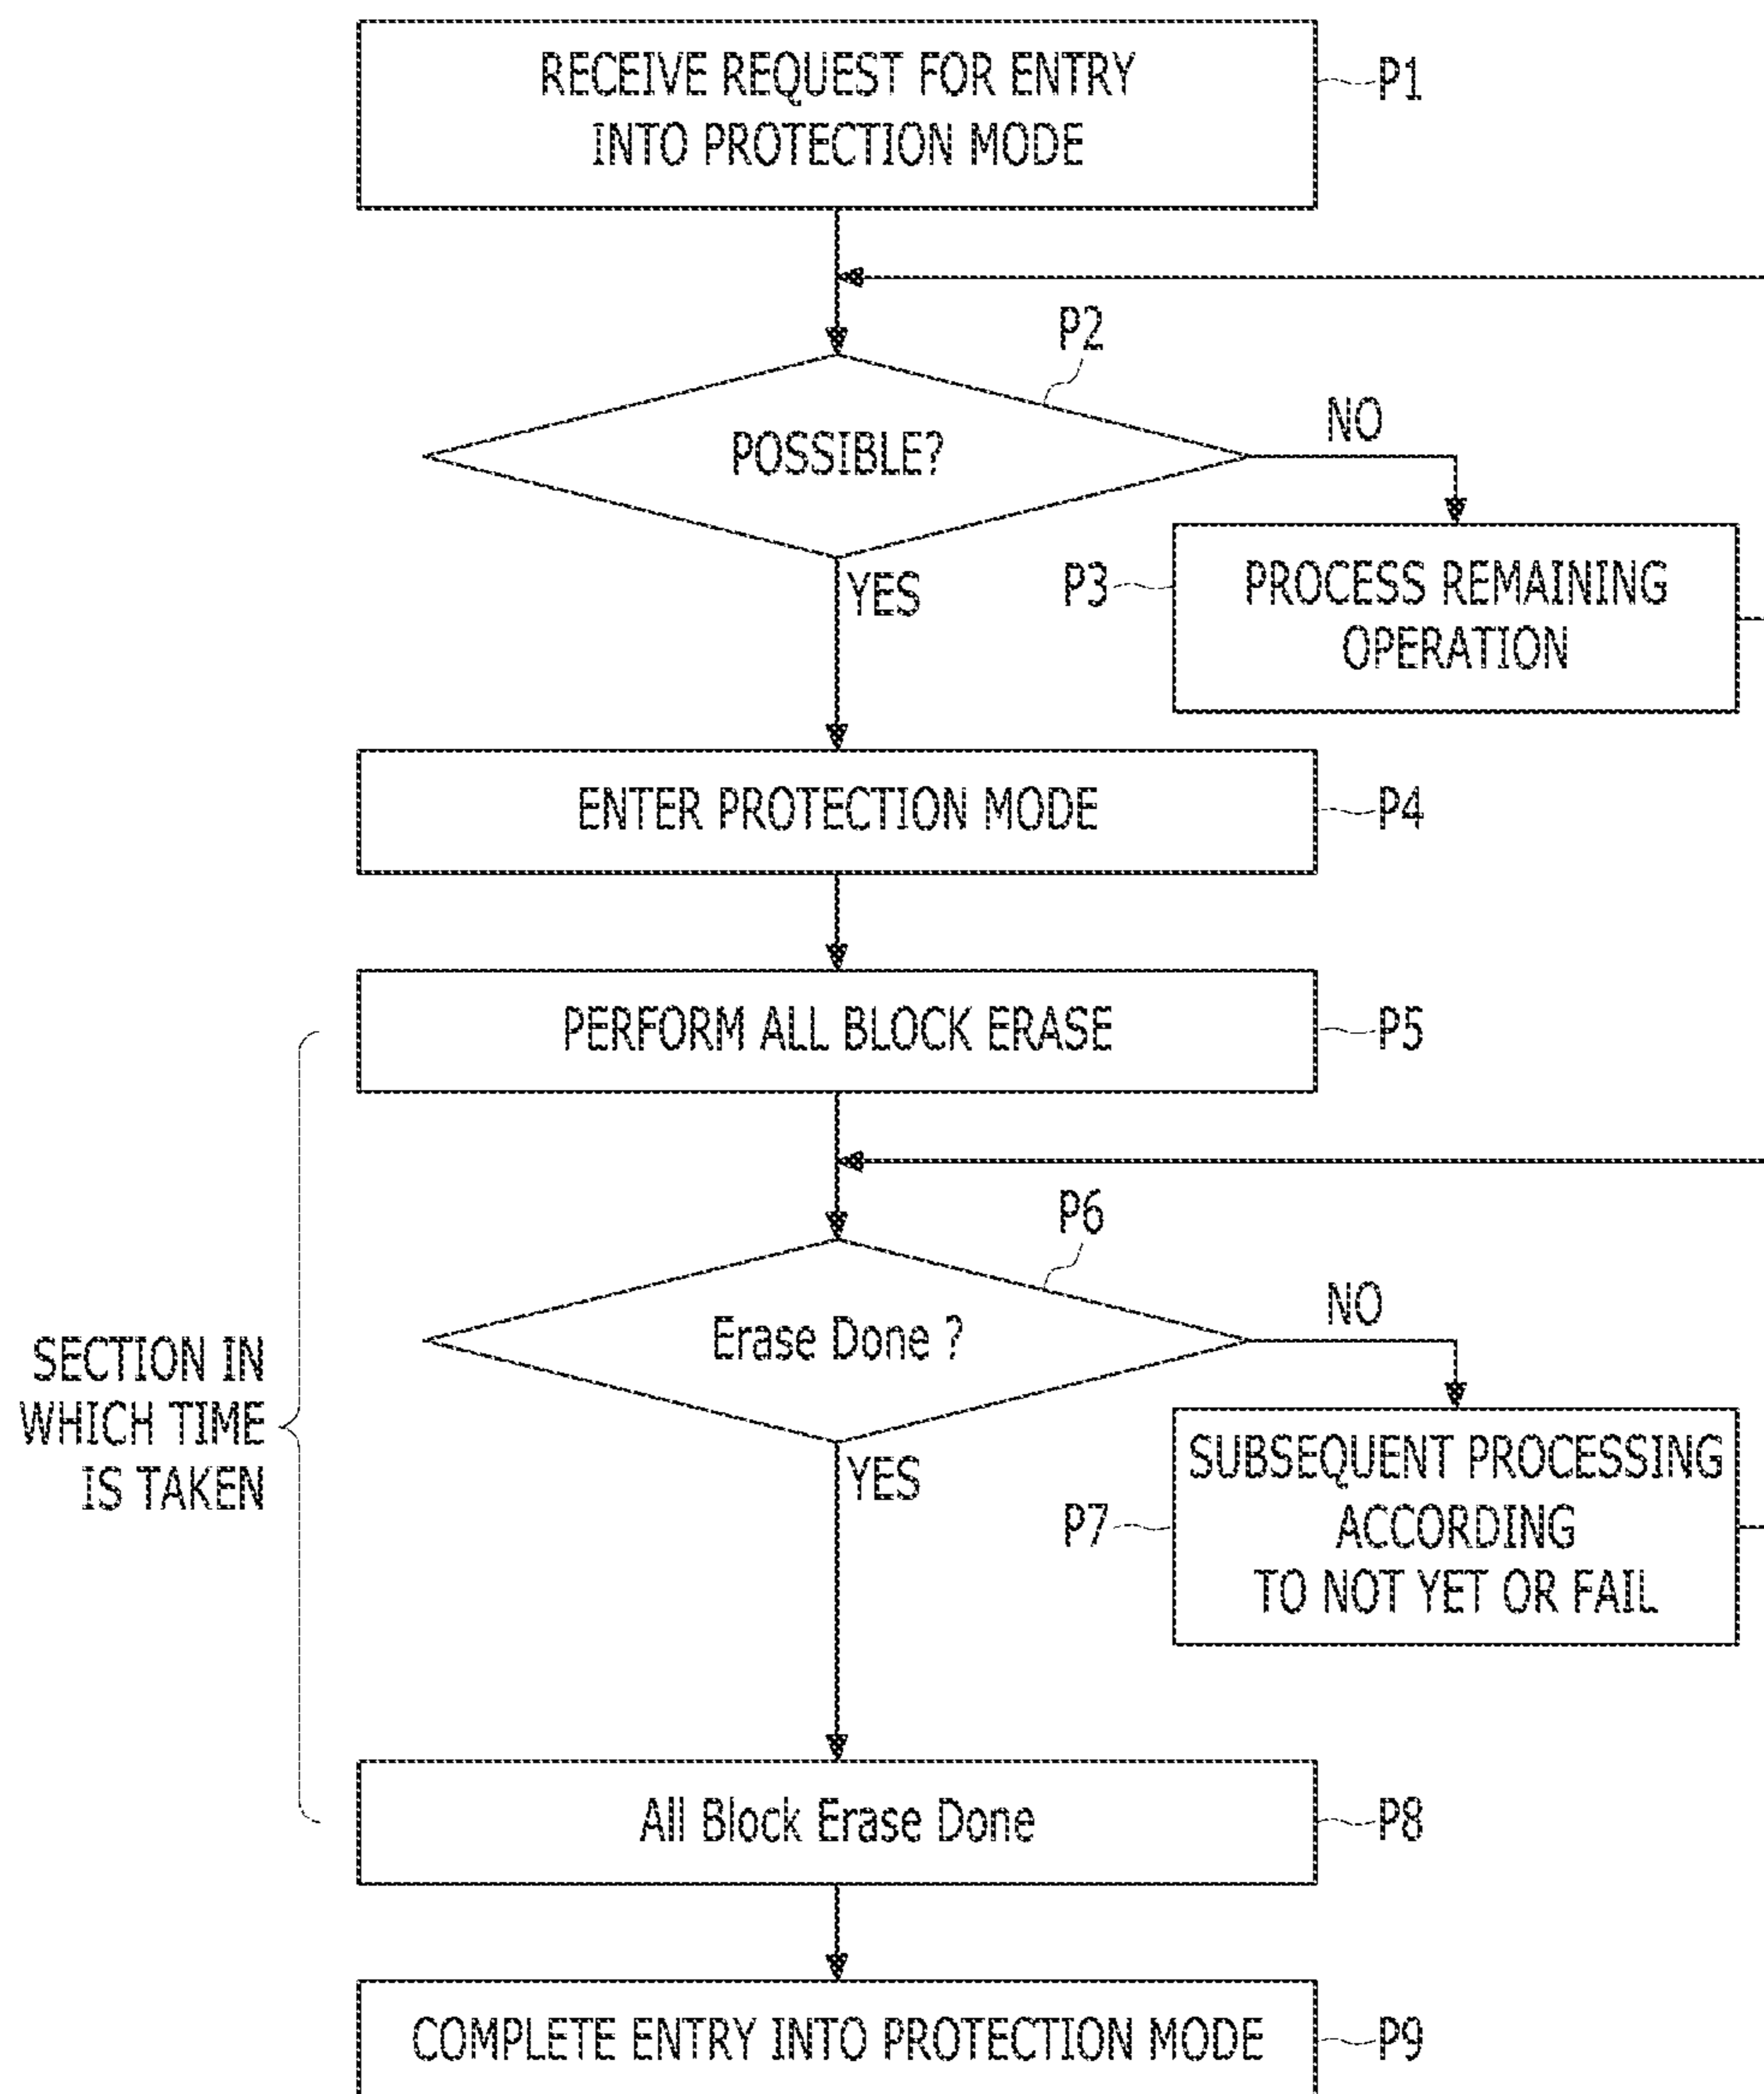 RECEIVE REQUEST FOR ENTRY
INTO PROTECTION MODE
P1
P2
POSSIBLE?
NO
YES
P3
PROCESS REMAINING
OPERATION
ENTER PROTECTION MODE
P4
PERFORM ALL BLOCK ERASE
P5
P6
Erase Done ?
NO
YES
SECTION IN
WHICH TIME
IS TAKEN
P7
SUBSEQUENT PROCESSING
ACCORDING
TO NOT YET OR FAIL
All Block Erase Done
P8
COMPLETE ENTRY INTO PROTECTION MODE
P9